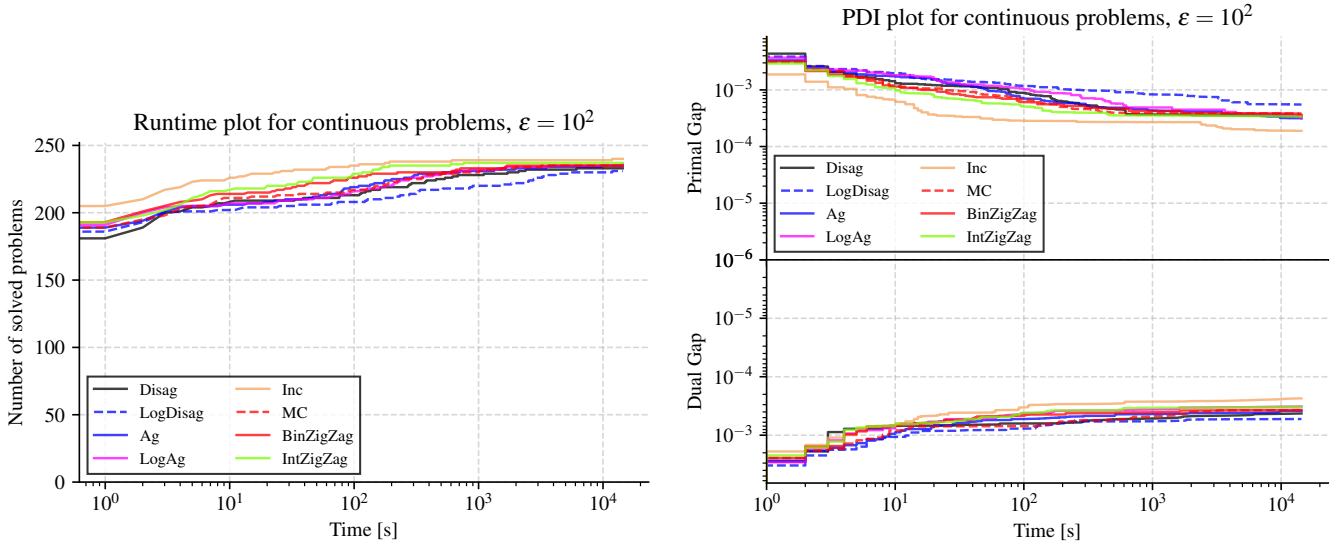 Runtime plot for continuous problems, ε = 10²
Number of solved problems
250
200
150
100
50
0
Disag
LogDisag
Ag
LogAg
Inc
MC
BinZigZag
IntZigZag
10⁰
10¹
10²
10³
10⁴
Time [s]
PDI plot for continuous problems, ε = 10²
Primal Gap
10⁻³
10⁻⁴
10⁻⁵
10⁻⁶
Disag
LogDisag
Ag
LogAg
Inc
MC
BinZigZag
IntZigZag
Dual Gap
10⁻⁵
10⁻⁴
10⁻³
10⁰
10¹
10²
10³
10⁴
Time [s]